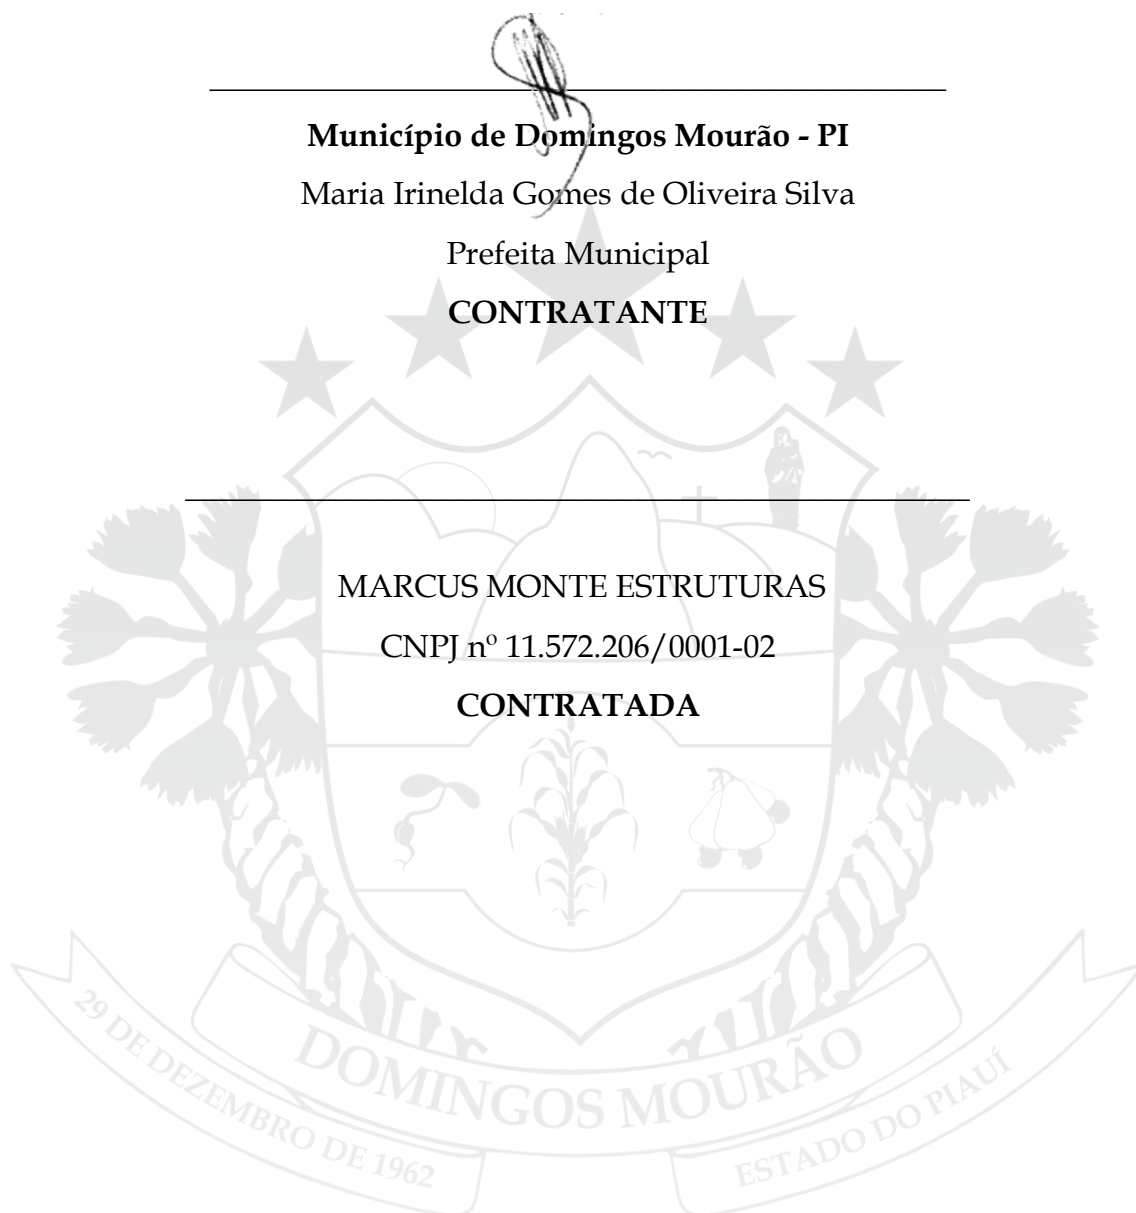 Município de Domingos Mourão - PI
Maria Irinelda Gomes de Oliveira Silva
Prefeita Municipal
CONTRATANTE
MARCUS MONTE ESTRUTURAS
CNPJ nº 11.572.206/0001-02
CONTRATADA
DOMINGOS MOURÃO
29 DE DEZEMBRO DE 1962
ESTADO DO PIAUÍ